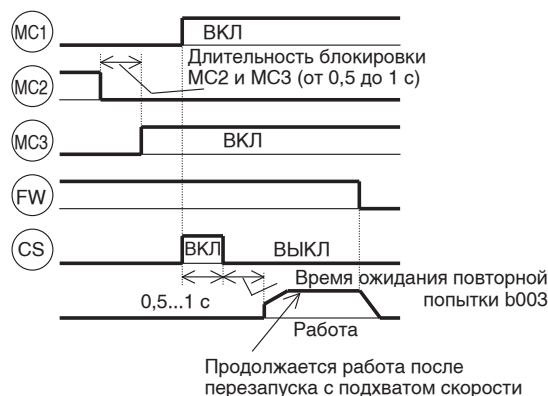 MC1
ВКЛ
Длительность блокировки
MC2 и MC3 (от 0,5 до 1 с)
MC2
MC3
ВКЛ
FW
CS
ВКЛ
ВЫКЛ
Время ожидания повторной
попытки b003
0,5...1 с
Работа
Продолжается работа после
перезапуска с подхватом скорости